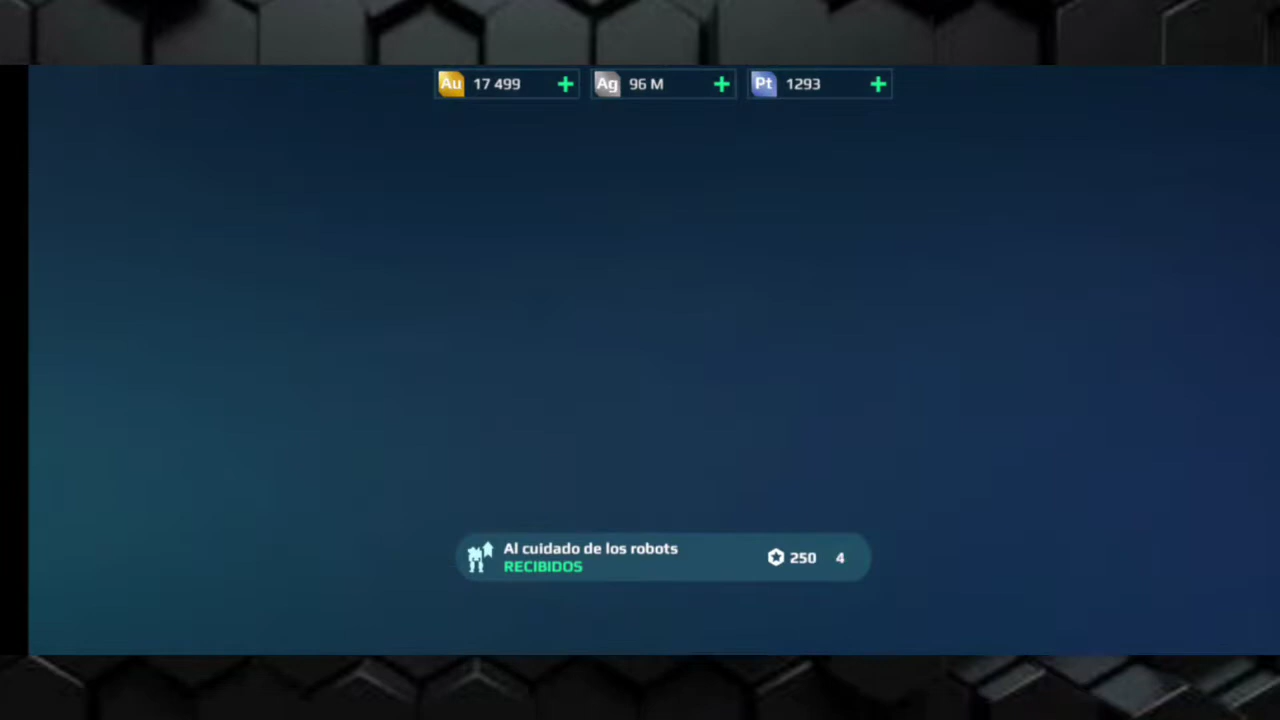 Au 17 499 + Ag 96 M + Pt 1293 +
Al cuidado de los robots
RECIBIDOS
250 4